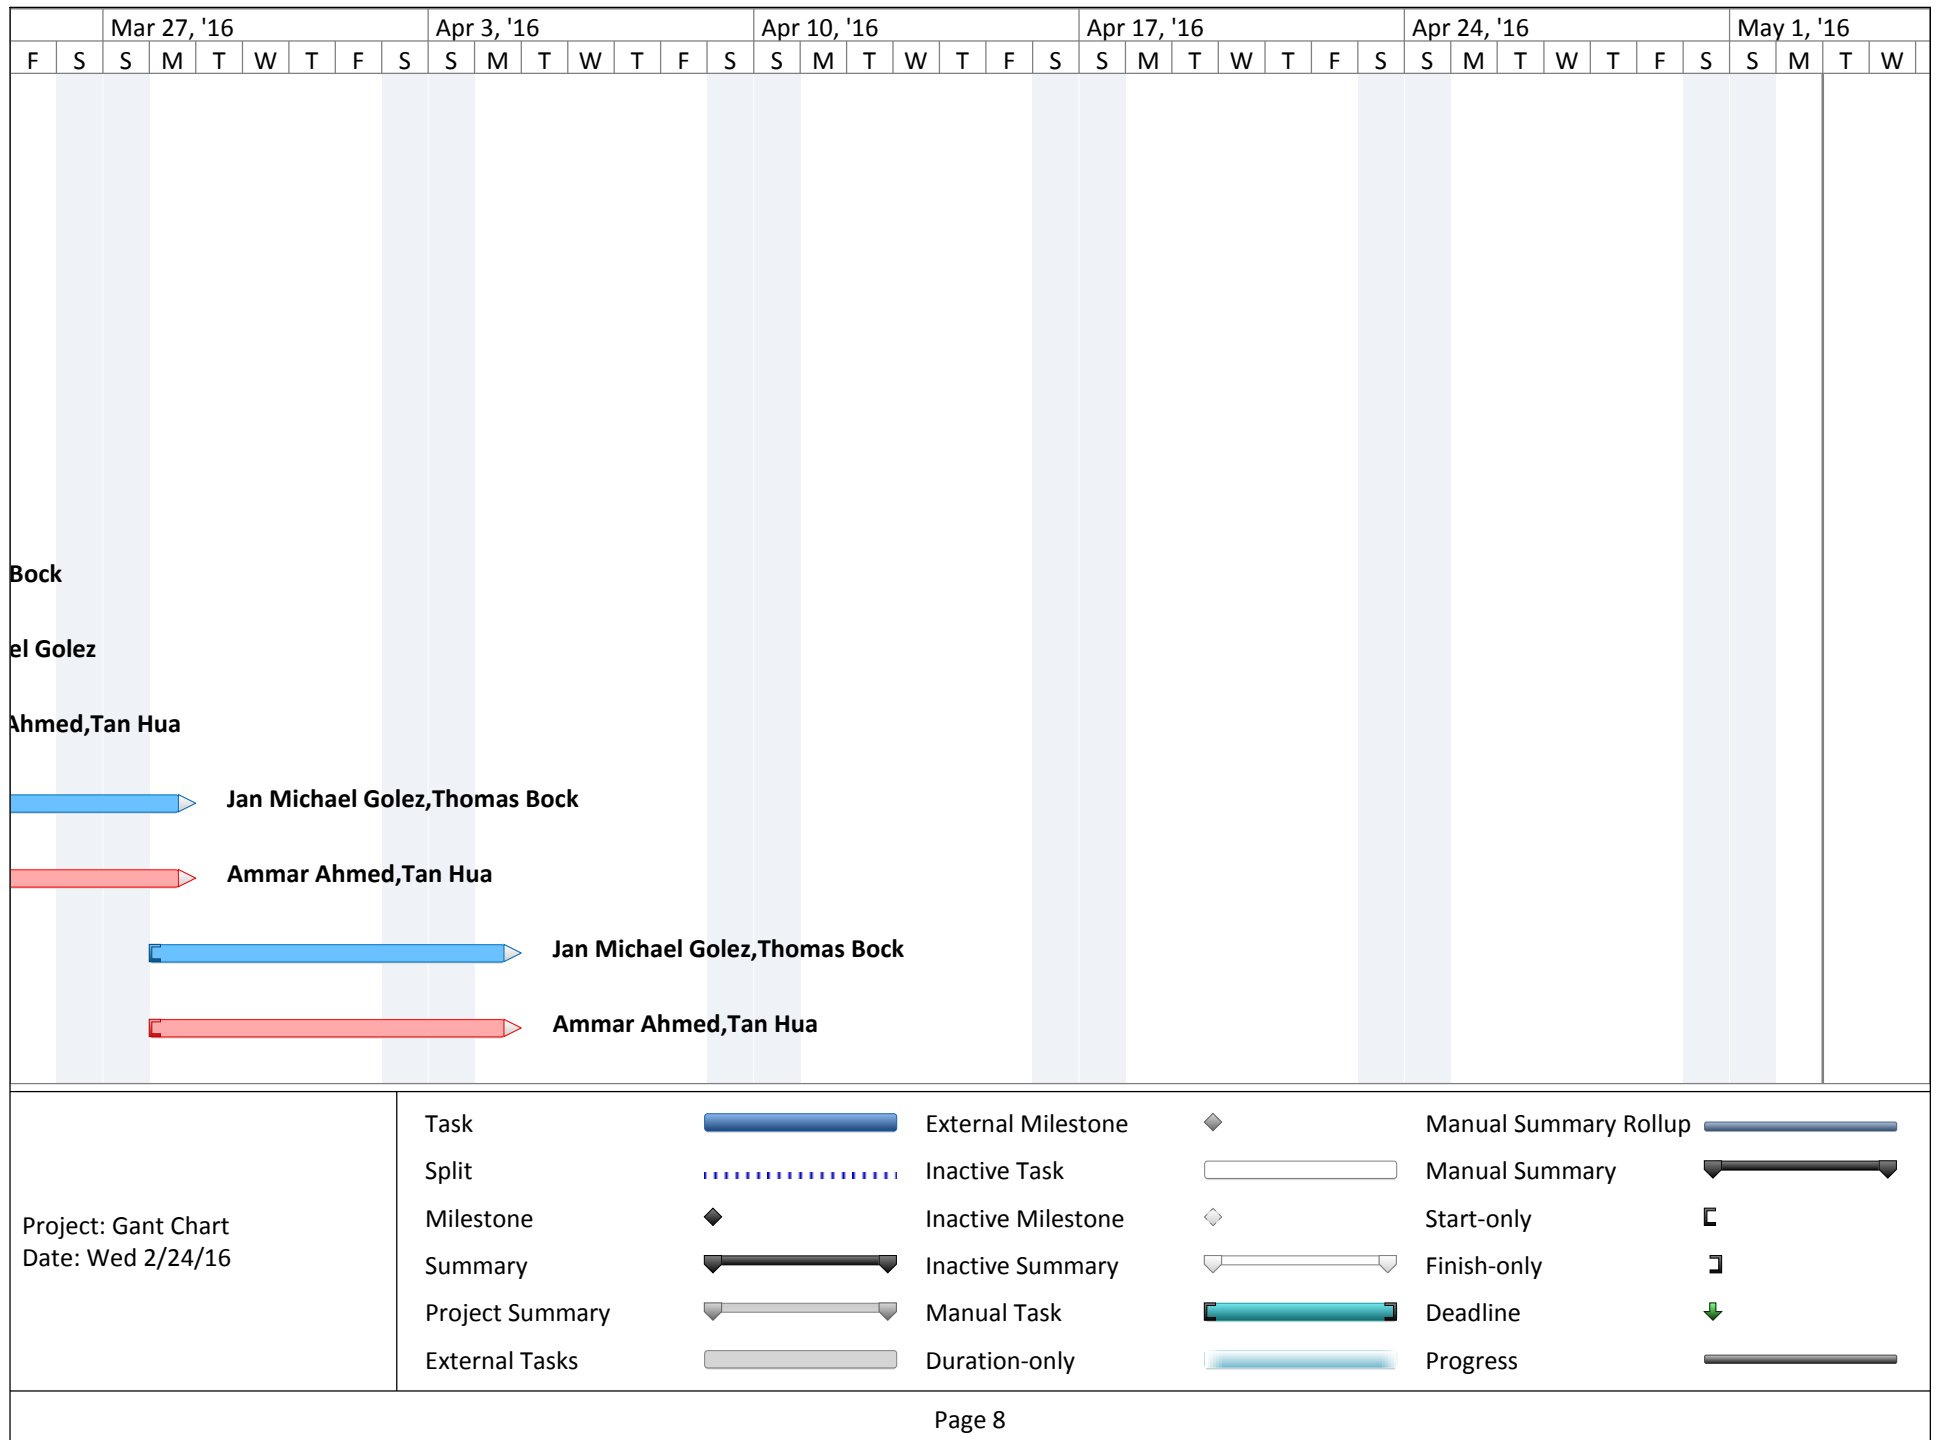 Mar 27, '16 Apr 3, '16 Apr 10, '16 Apr 17, '16 Apr 24, '16 May 1, '16
F S S M T W T F S S M T W T F S S M T W T F S S M T W T F S S M T W T F S S M T W
Bock
el Golez
Ahmed,Tan Hua
Jan Michael Golez,Thomas Bock
Ammar Ahmed,Tan Hua
Jan Michael Golez,Thomas Bock
Ammar Ahmed,Tan Hua
Project: Gant Chart
Date: Wed 2/24/16
Task
Split
Milestone
Summary
Project Summary
External Tasks
External Milestone
Inactive Task
Inactive Milestone
Inactive Summary
Manual Task
Duration-only
Manual Summary Rollup
Manual Summary
Start-only
Finish-only
Deadline
Progress
Page 8